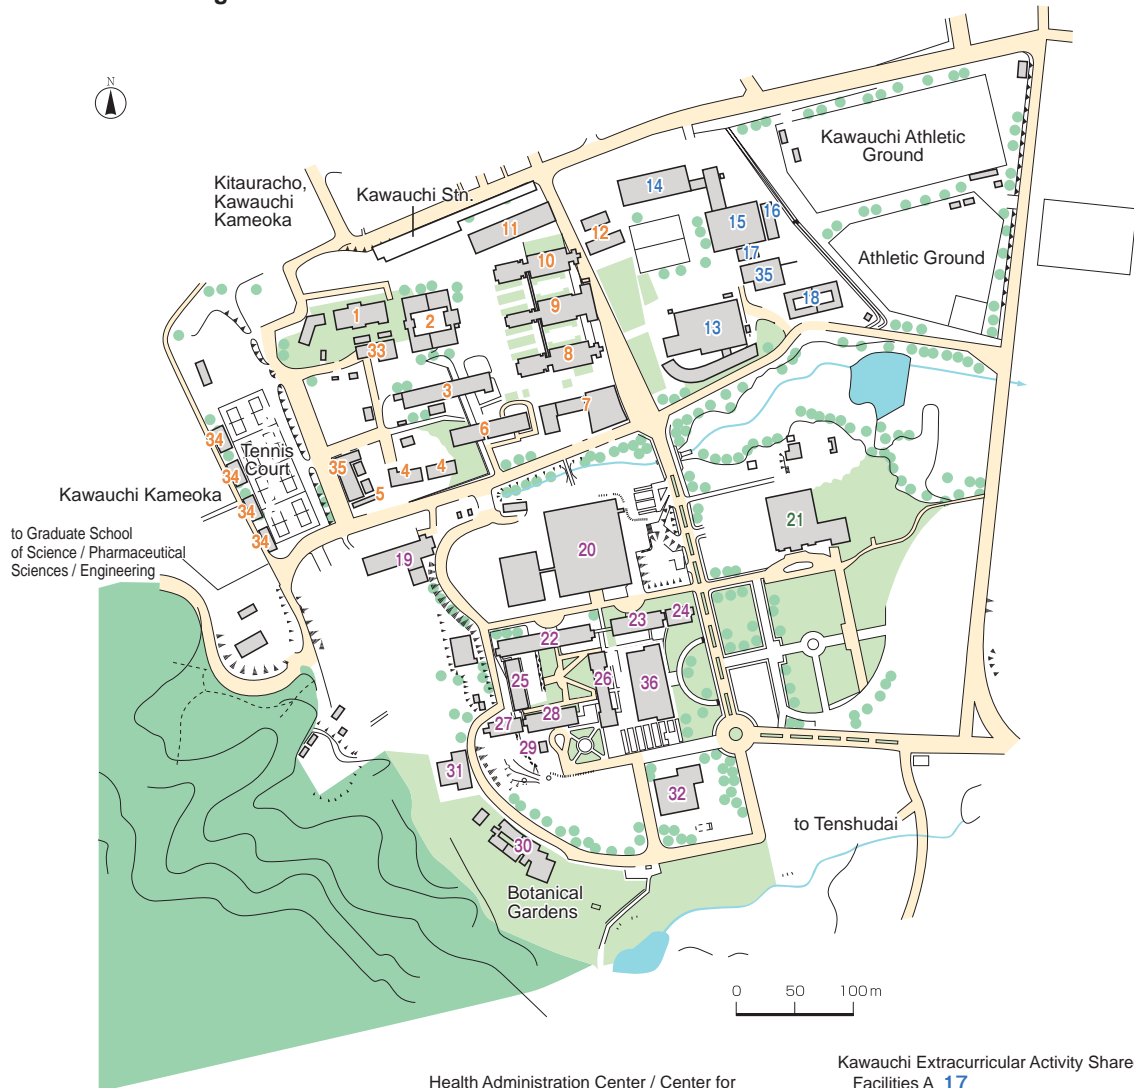 N
Kawauchi Athletic
Ground
Kitauracho,
Kawauchi
Kameoka
Kawauchi Stn.
14
16
15
11
12
17
10
35
Athletic Ground
9
18
1
2
13
33
8
3
7
6
34
Tennis
Court
34
35
4
4
5
Kawauchi Kameoka
34
21
to Graduate School
of Science / Pharmaceutical
Sciences / Engineering
34
19
20
24
23
22
25
26
36
27
28
29
31
32
to Tenshudai
30
Botanical
Gardens
0 50 100m
Kawauchi Extracurricular Activity Share
Facilities A 17
Health Administration Center / Center for